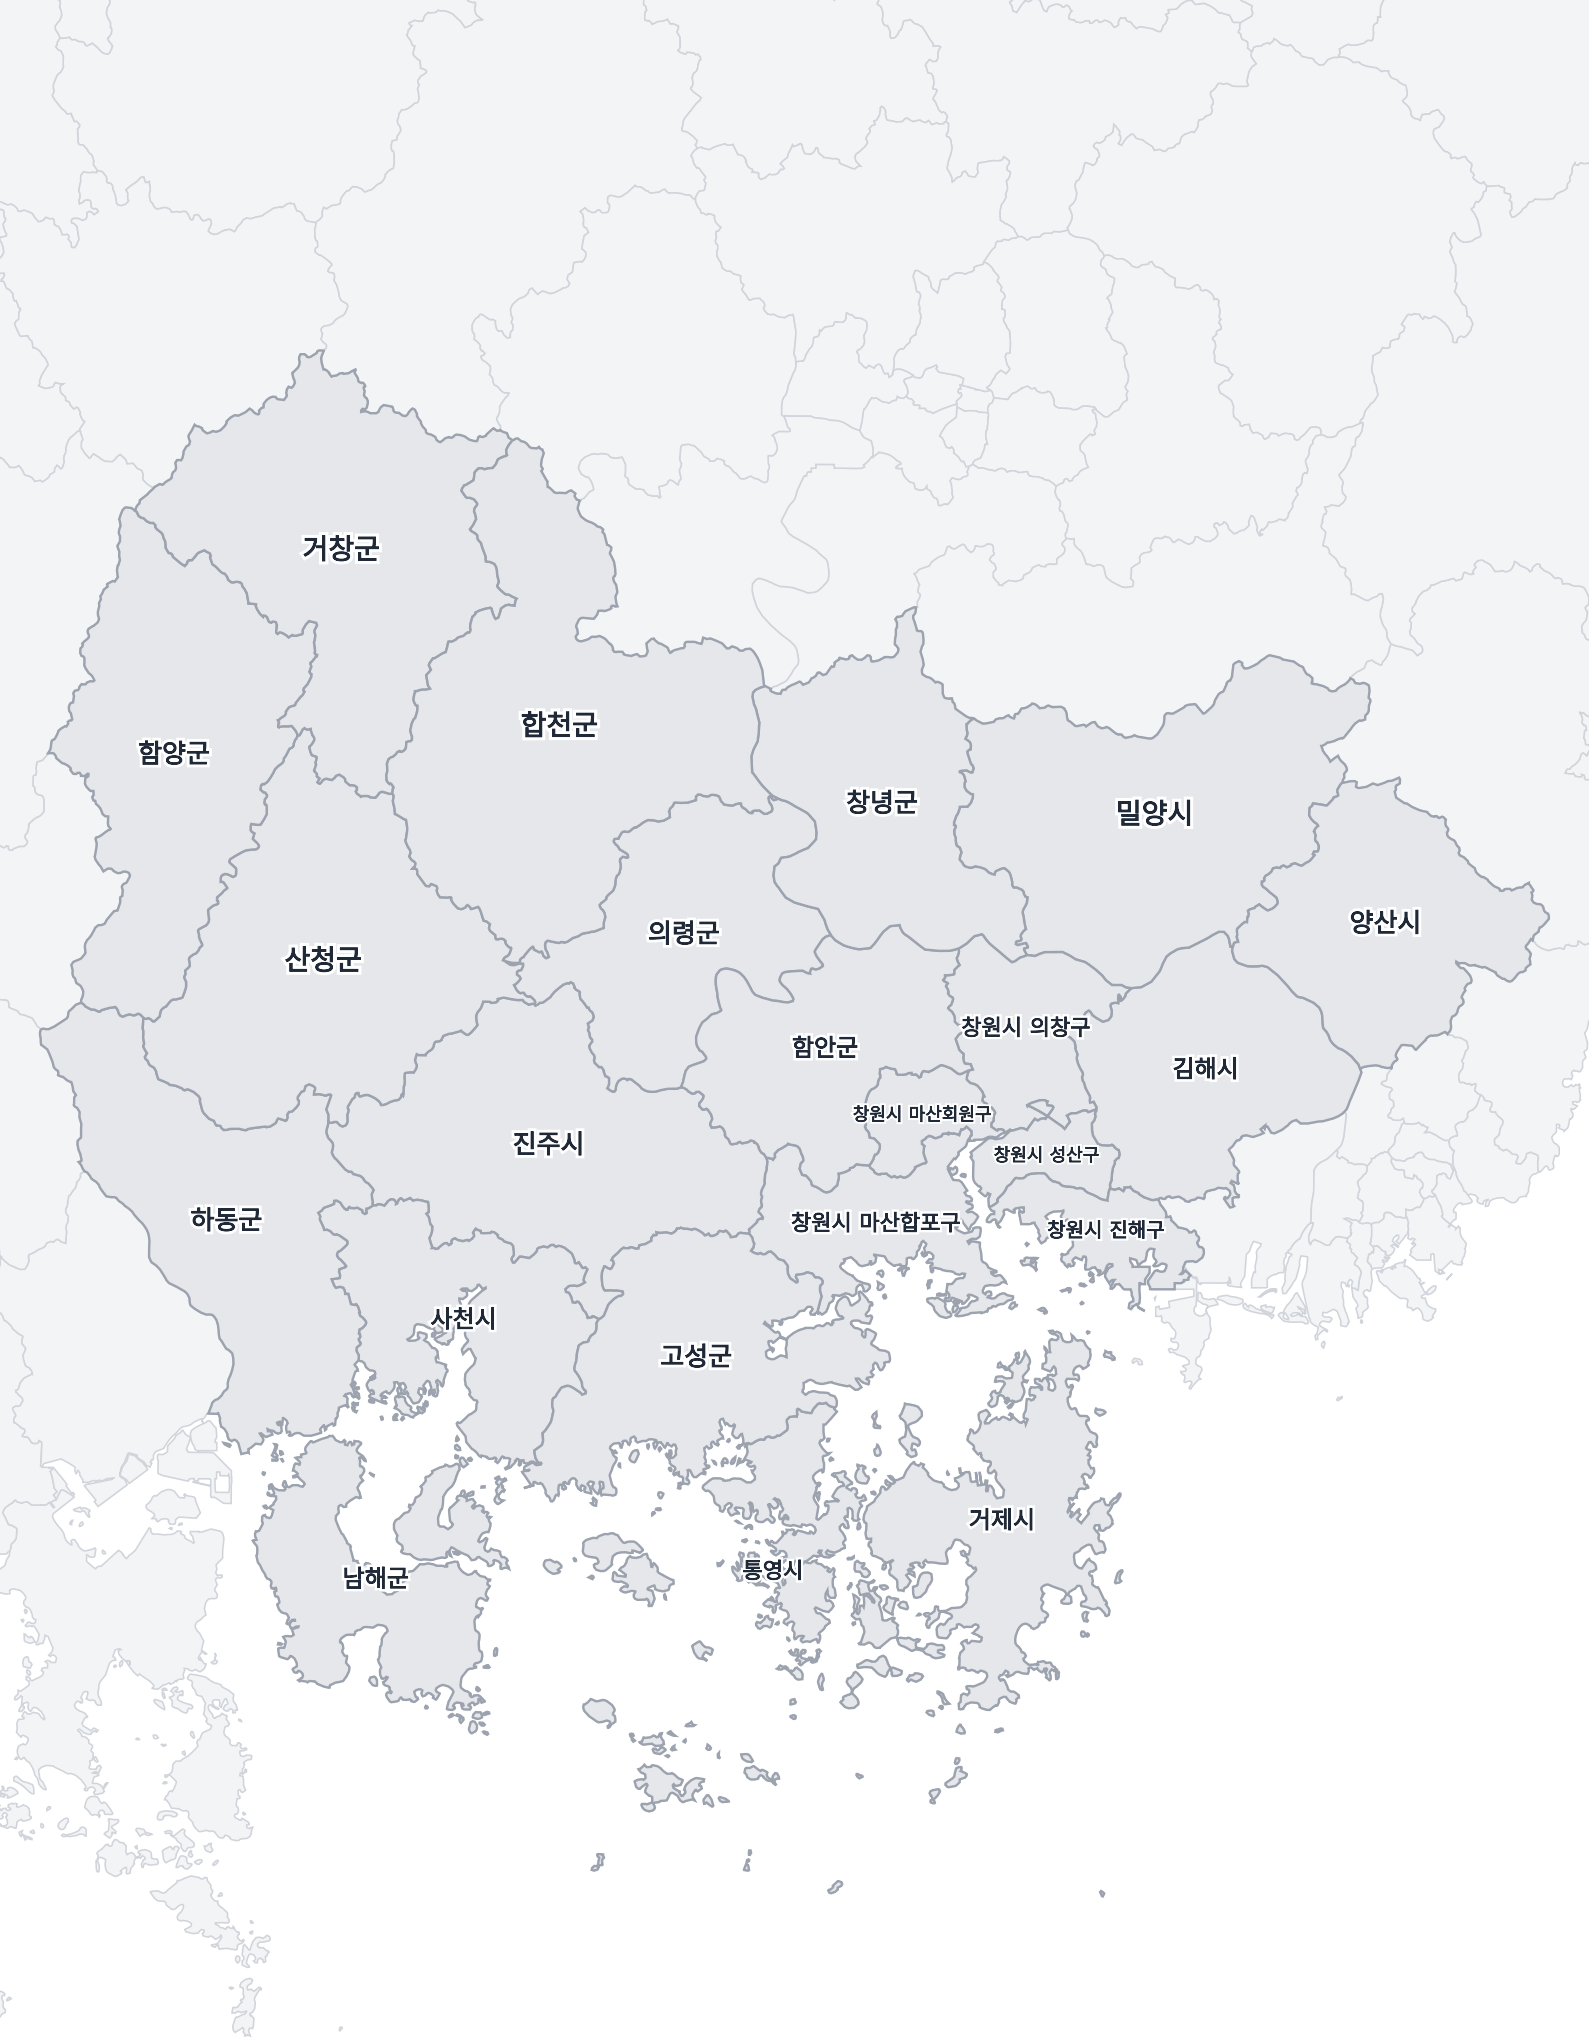 거창군
합천군
함양군
창녕군
밀양시
양산시
의령군
산청군
창원시 의창구
함안군
김해시
창원시 마산회원구
진주시
창원시 성산구
하동군
창원시 마산합포구
창원시 진해구
사천시
고성군
거제시
통영시
남해군